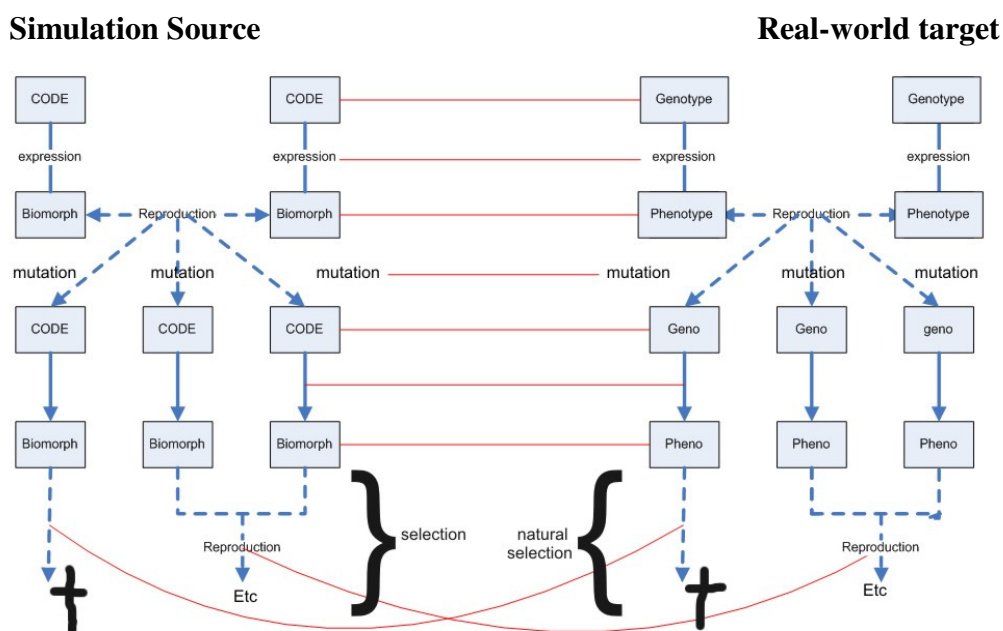 Simulation Source
Real-world target
CODE
CODE
Genotype
Genotype
expression
expression
expression
expression
Biomorph
Reproduction
Biomorph
Phenotype
Reproduction
Phenotype
mutation
mutation
mutation
mutation
mutation
mutation
CODE
CODE
CODE
Geno
Geno
geno
Biomorph
Biomorph
Biomorph
Pheno
Pheno
Pheno
selection
natural
selection
Reproduction
Reproduction
Etc
Etc